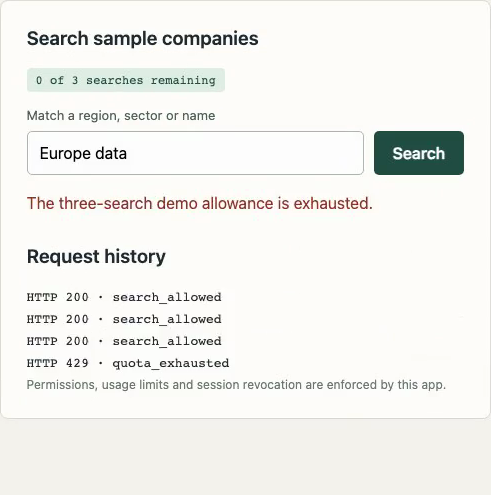 Search sample companies
0 of 3 searches remaining
Match a region, sector or name
Europe data
Search
The three-search demo allowance is exhausted.
Request history
HTTP 200 · search_allowed
HTTP 200 · search_allowed
HTTP 200 · search_allowed
HTTP 429 · quota_exhausted
Permissions, usage limits and session revocation are enforced by this app.